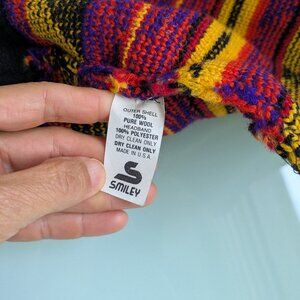 OUTER SHELL
100%
PURE WOOL
HEADBAND
100% POLYESTER
DRY CLEAN ONLY
DRY CLEAN ONLY
MADE IN U.S.A
S
SMILEY